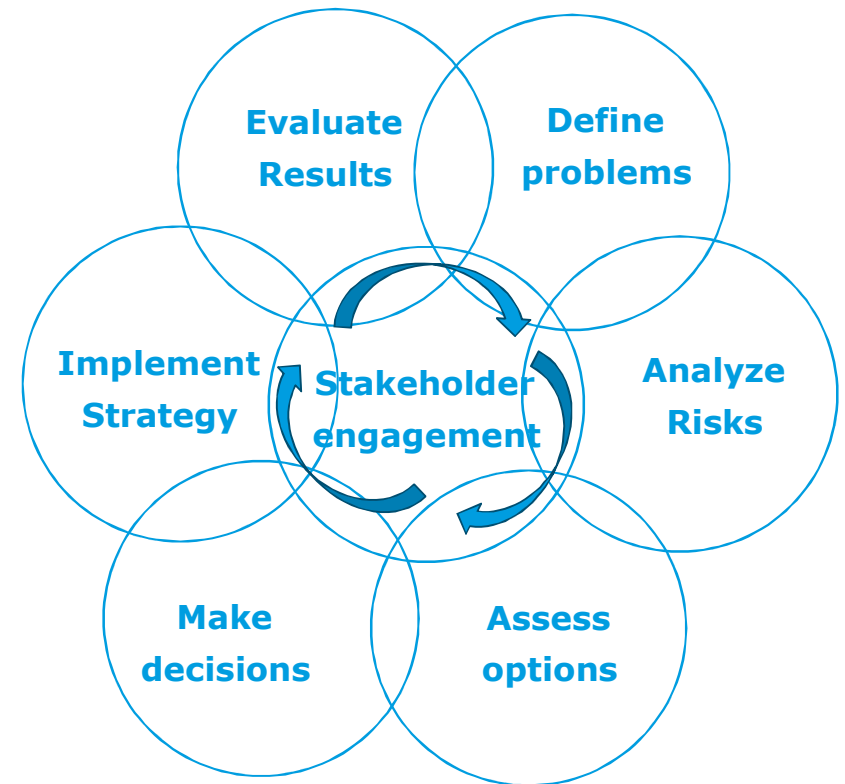 Evaluate
Results
Define
problems
Implement
Strategy
Stakeholder
engagement
Analyze
Risks
Make
decisions
Assess
options